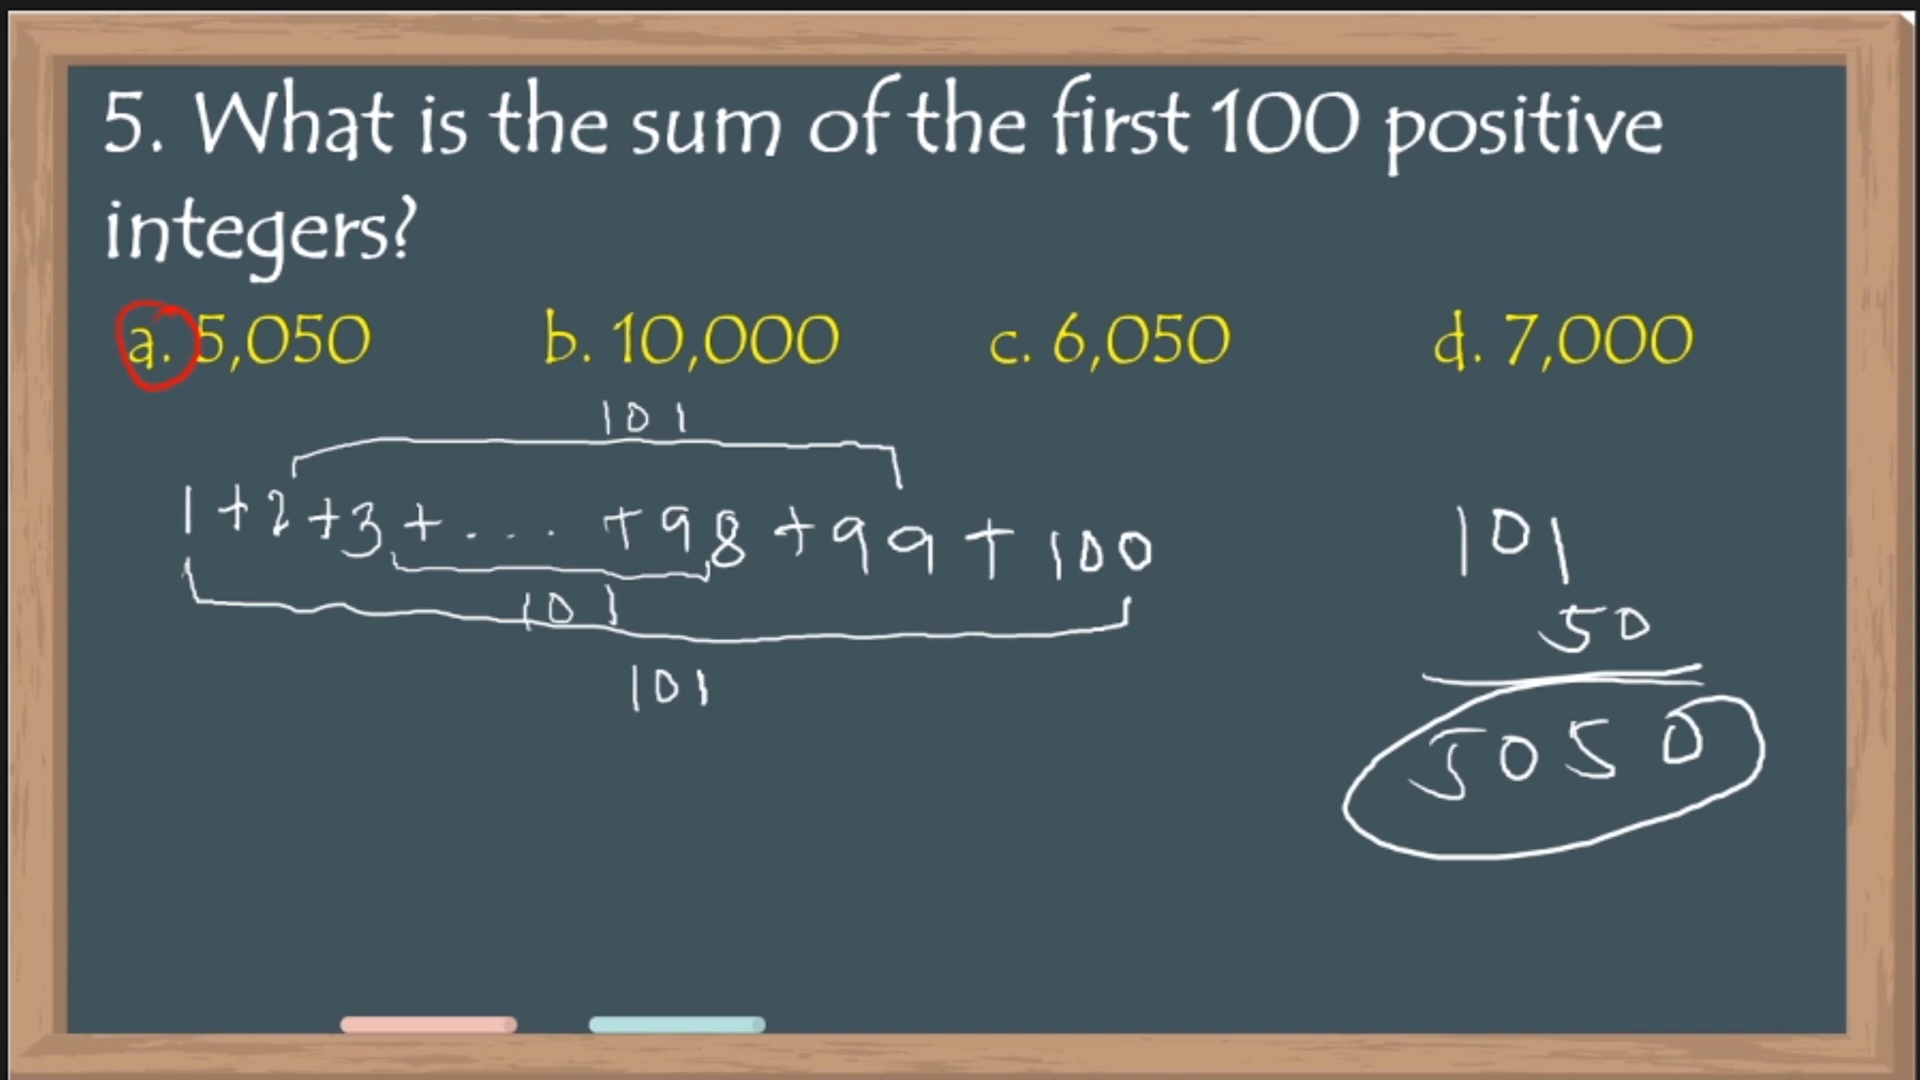 5. What is the sum of the first 100 positive
integers?
a. 5,050 b. 10,000 c. 6,050 d. 7,000
101
1+2+3+... +98+99+100
101
101
101
50
5050